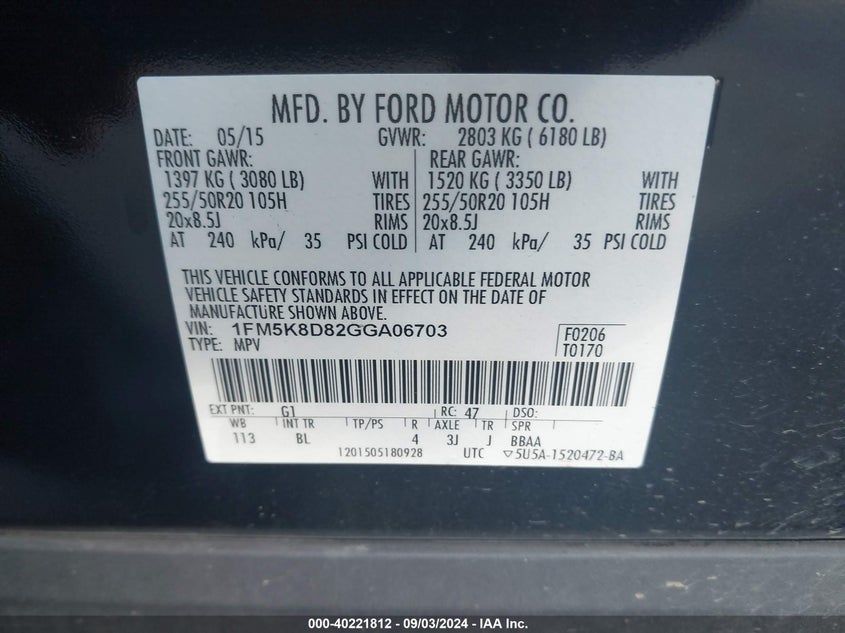 MFD. BY FORD MOTOR CO.
DATE: 05/15 GVWR: 2803 KG ( 6180 LB)
FRONT GAWR: REAR GAWR:
1397 KG ( 3080 LB) WITH 1520 KG ( 3350 LB) WITH
255/50R20 105H TIRES 255/50R20 105H TIRES
20x8.5J RIMS 20x8.5J RIMS
AT 240 kPa/ 35 PSI COLD AT 240 kPa/ 35 PSI COLD
THIS VEHICLE CONFORMS TO ALL APPLICABLE FEDERAL MOTOR
VEHICLE SAFETY STANDARDS IN EFFECT ON THE DATE OF
MANUFACTURE SHOWN ABOVE.
VIN: 1FM5K8D82GGA06703 F0206
TYPE: MPV T0170
EXT PNT: G1 RC: 47 DSO:
WB INT TR TP/PS R AXLE TR SPR
113 BL 4 3J J BBAA
1201505180928 UTC ▽5U5A-1520472-BA
000-40221812 - 09/03/2024 - IAA Inc.